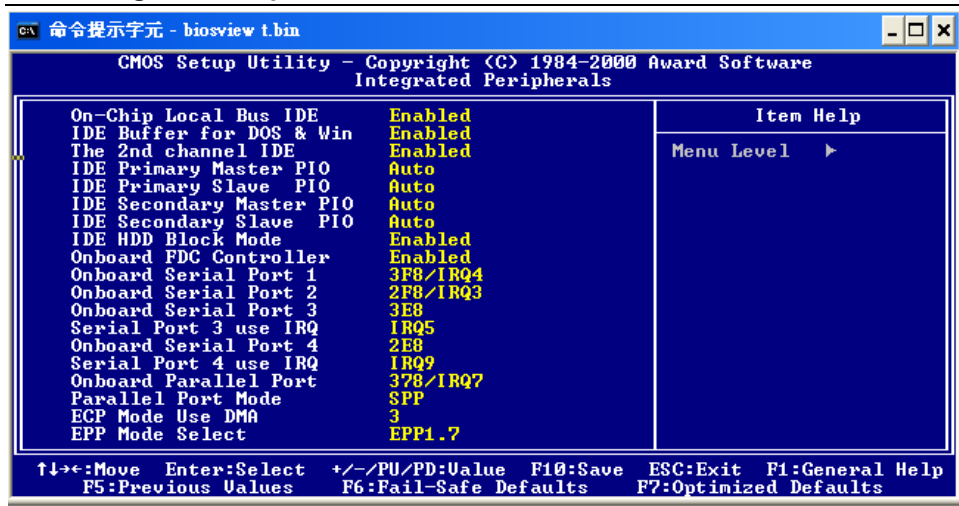 命令提示字元 - biosview t.bin
CMOS Setup Utility - Copyright (C) 1984-2000 Award Software
Integrated Peripherals
On-Chip Local Bus IDE Enabled
IDE Buffer for DOS & Win Enabled
The 2nd channel IDE Enabled
IDE Primary Master PIO Auto
IDE Primary Slave PIO Auto
IDE Secondary Master PIO Auto
IDE Secondary Slave PIO Auto
IDE HDD Block Mode Enabled
Onboard FDC Controller Enabled
Onboard Serial Port 1 3F8/IRQ4
Onboard Serial Port 2 2F8/IRQ3
Onboard Serial Port 3 3E8
Serial Port 3 use IRQ IRQ5
Onboard Serial Port 4 2E8
Serial Port 4 use IRQ IRQ9
Onboard Parallel Port 378/IRQ7
Parallel Port Mode SPP
ECP Mode Use DMA 3
EPP Mode Select EPP1.7
Item Help
Menu Level ►
↑↓→←:Move Enter:Select +/-/PU/PD:Value F10:Save ESC:Exit F1:General Help
F5:Previous Values F6:Fail-Safe Defaults F7:Optimized Defaults